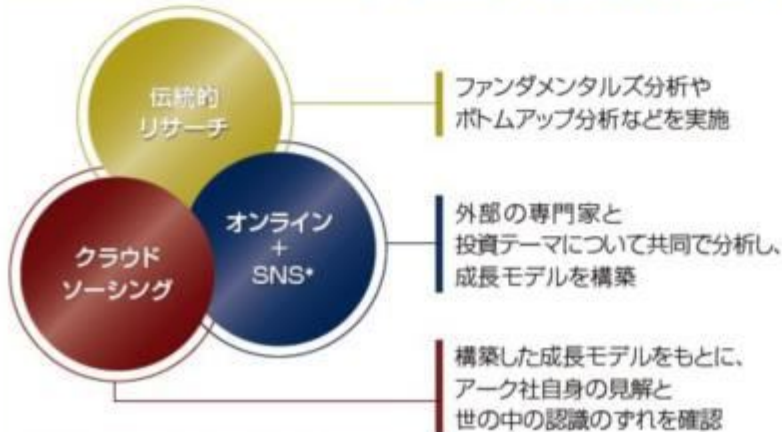 伝統的
リサーチ
ファンダメンタルズ分析や
ボトムアップ分析などを実施
オンライン
+
SNS*
外部の専門家と
投資テーマについて共同で分析し、
成長モデルを構築
クラウド
ソーシング
構築した成長モデルをもとに、
アーク社自身の見解と
世の中の認識のずれを確認